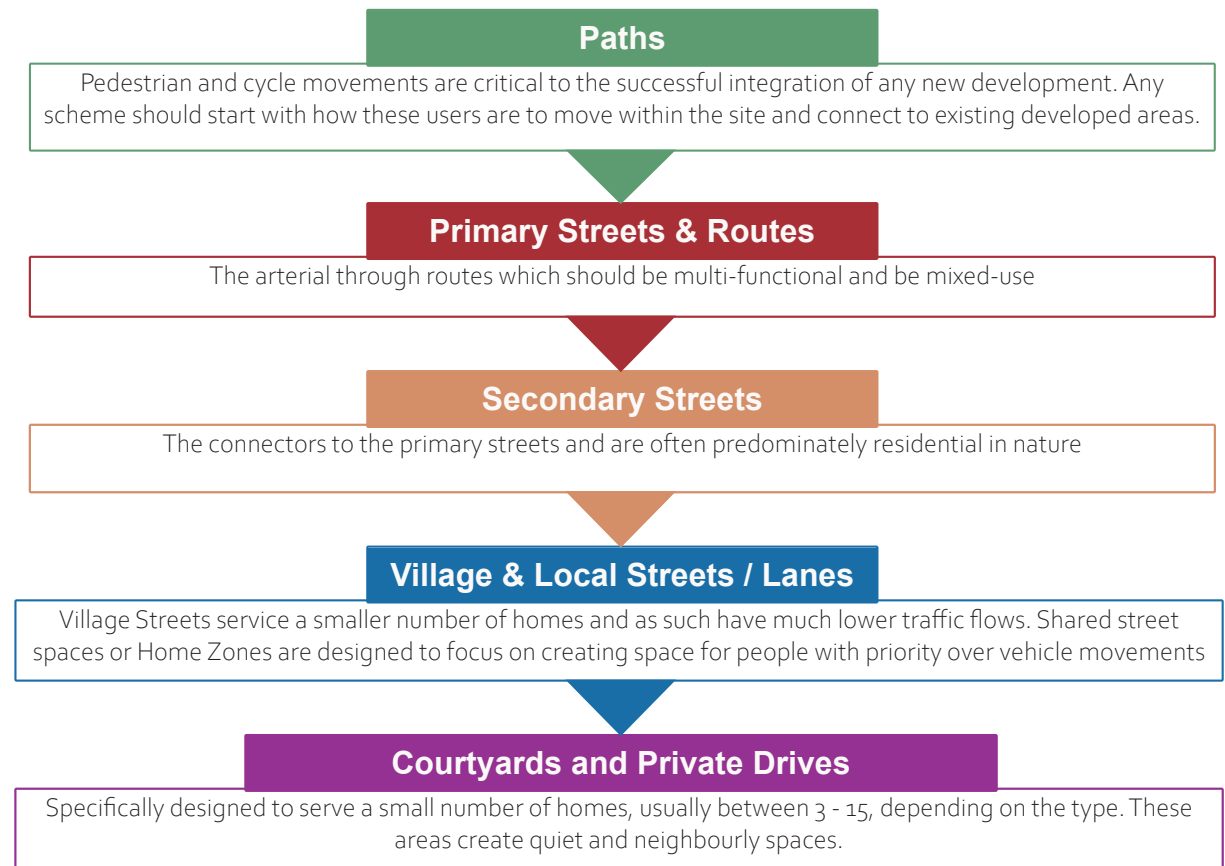 Paths
Pedestrian and cycle movements are critical to the successful integration of any new development. Any
scheme should start with how these users are to move within the site and connect to existing developed areas.
Primary Streets & Routes
The arterial through routes which should be multi-functional and be mixed-use
Secondary Streets
The connectors to the primary streets and are often predominately residential in nature
Village & Local Streets / Lanes
Village Streets service a smaller number of homes and as such have much lower traffic flows. Shared street
spaces or Home Zones are designed to focus on creating space for people with priority over vehicle movements
Courtyards and Private Drives
Specifically designed to serve a small number of homes, usually between 3 - 15, depending on the type. These
areas create quiet and neighbourly spaces.